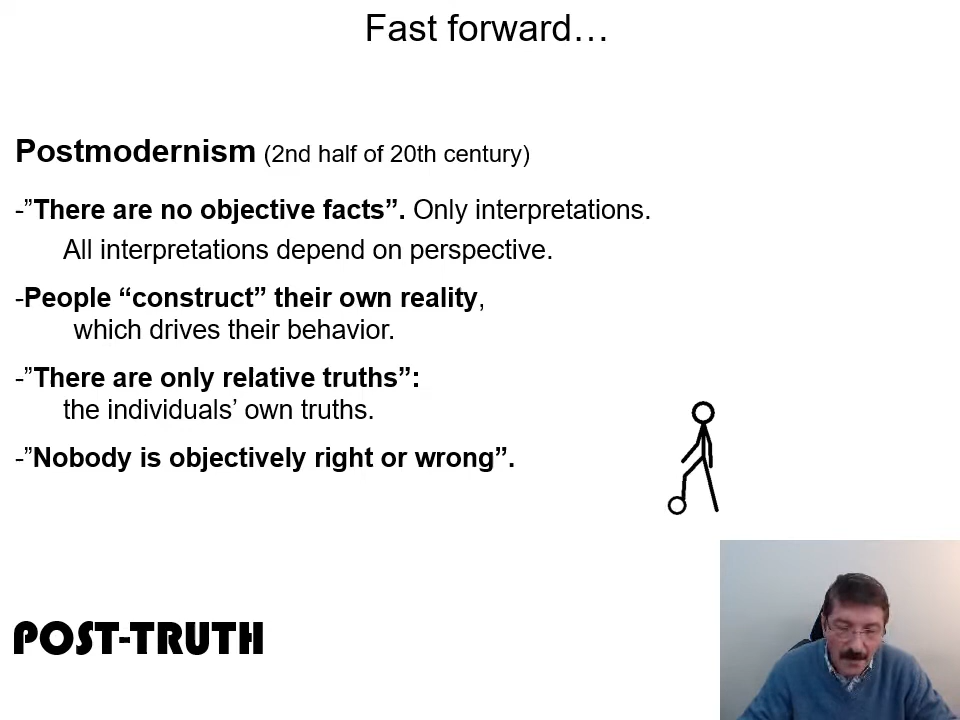 Fast forward…
Postmodernism (2nd half of 20th century)
-”There are no objective facts”. Only interpretations.
All interpretations depend on perspective.
-People “construct” their own reality,
which drives their behavior.
-”There are only relative truths”:
the individuals’ own truths.
-”Nobody is objectively right or wrong”.
POST-TRUTH